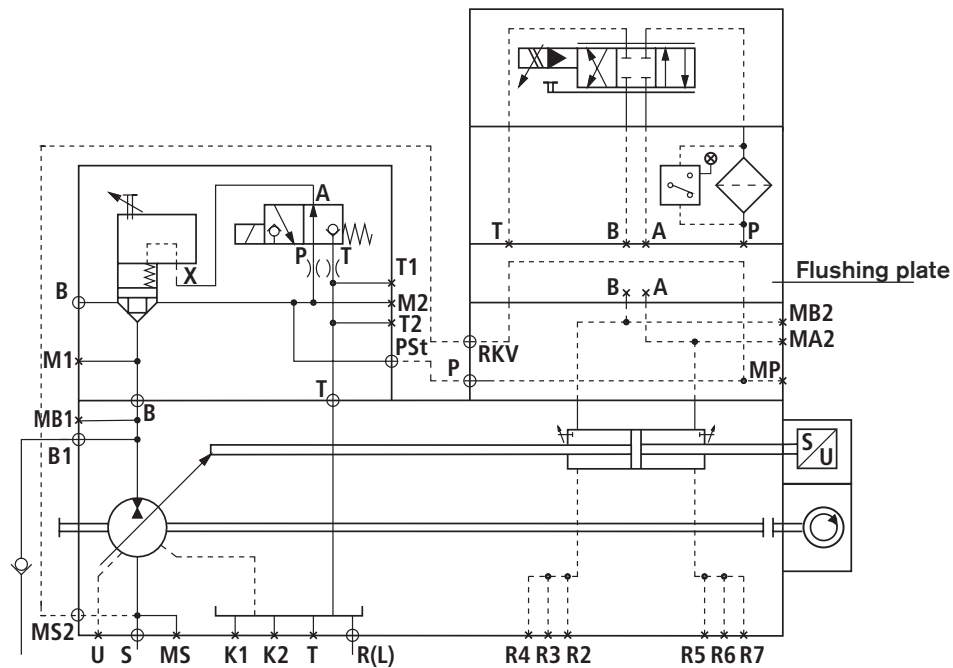 A
T
B
A
P
P
T
X
T1
Flushing plate
B
M2
B
A
T2
MB2
PSt
RKV
MA2
M1
P
MP
B
MB1
B1
S
U
MS2
U
S
MS
K1
K2
T
R(L)
R4
R3
R2
R5
R6
R7
T